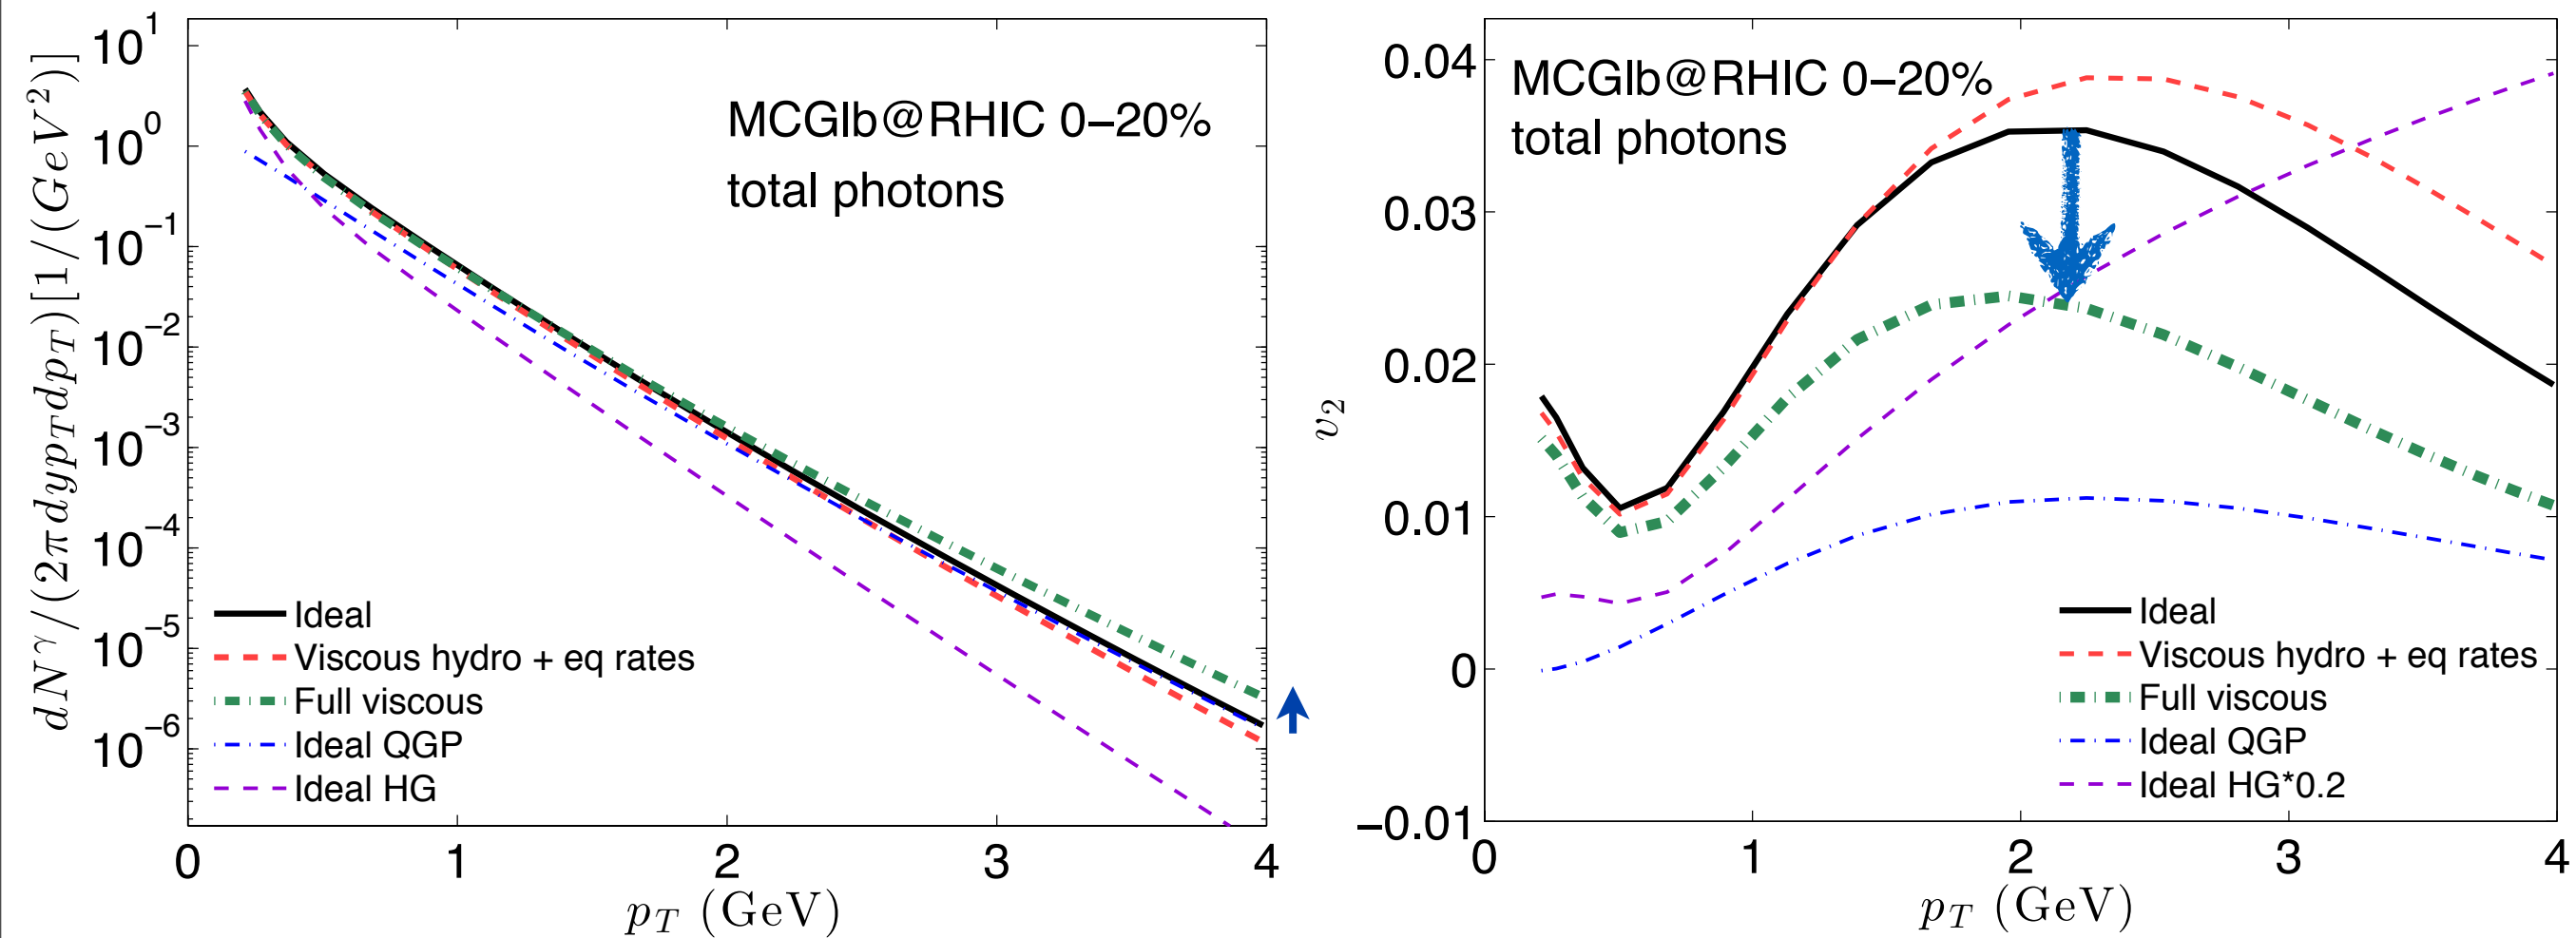 10^1
10^0
10^{-1}
10^{-2}
10^{-3}
10^{-4}
10^{-5}
10^{-6}
dN^γ/(2πdyp_Tdp_T)[1/(GeV^2)]
MCGlb@RHIC 0–20%
total photons
Ideal
Viscous hydro + eq rates
Full viscous
Ideal QGP
Ideal HG
0 1 2 3 4
p_T (GeV)
0.04
0.03
0.02
0.01
0
−0.01
v_2
MCGlb@RHIC 0–20%
total photons
Ideal
Viscous hydro + eq rates
Full viscous
Ideal QGP
Ideal HG*0.2
0 1 2 3 4
p_T (GeV)